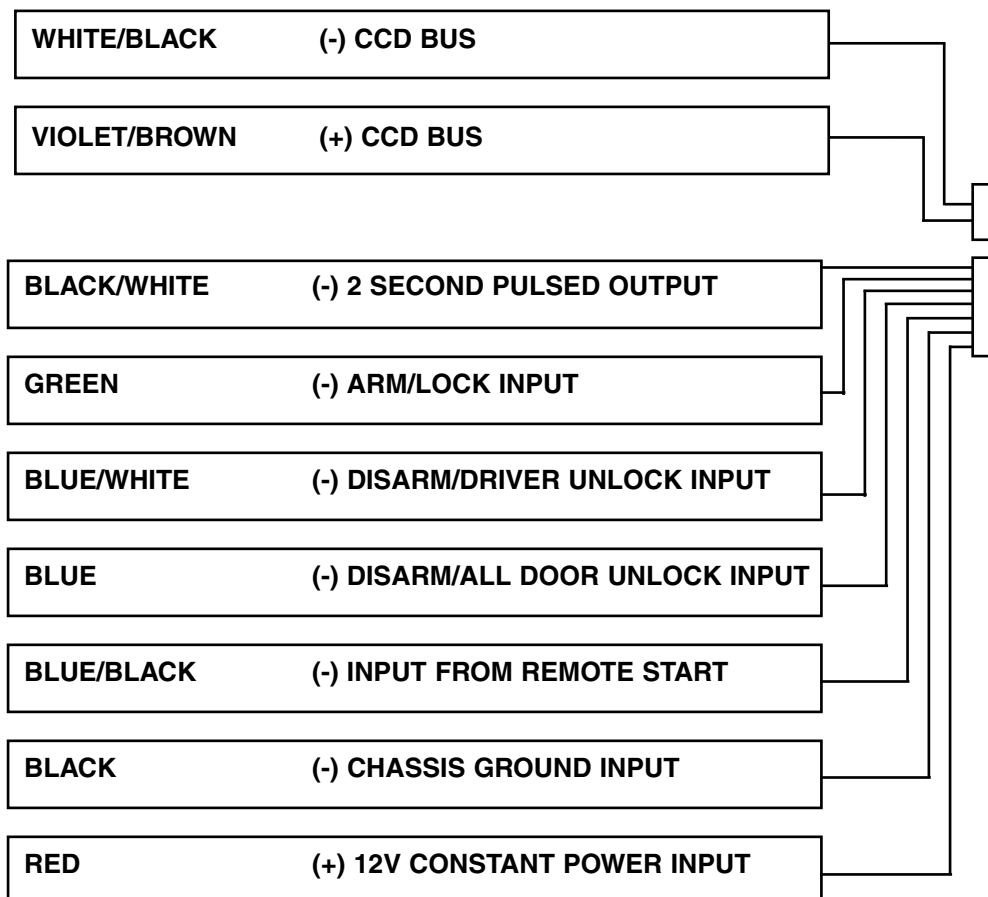 WHITE/BLACK (-) CCD BUS
VIOLET/BROWN (+) CCD BUS
BLACK/WHITE (-) 2 SECOND PULSED OUTPUT
GREEN (-) ARM/LOCK INPUT
BLUE/WHITE (-) DISARM/DRIVER UNLOCK INPUT
BLUE (-) DISARM/ALL DOOR UNLOCK INPUT
BLUE/BLACK (-) INPUT FROM REMOTE START
BLACK (-) CHASSIS GROUND INPUT
RED (+) 12V CONSTANT POWER INPUT